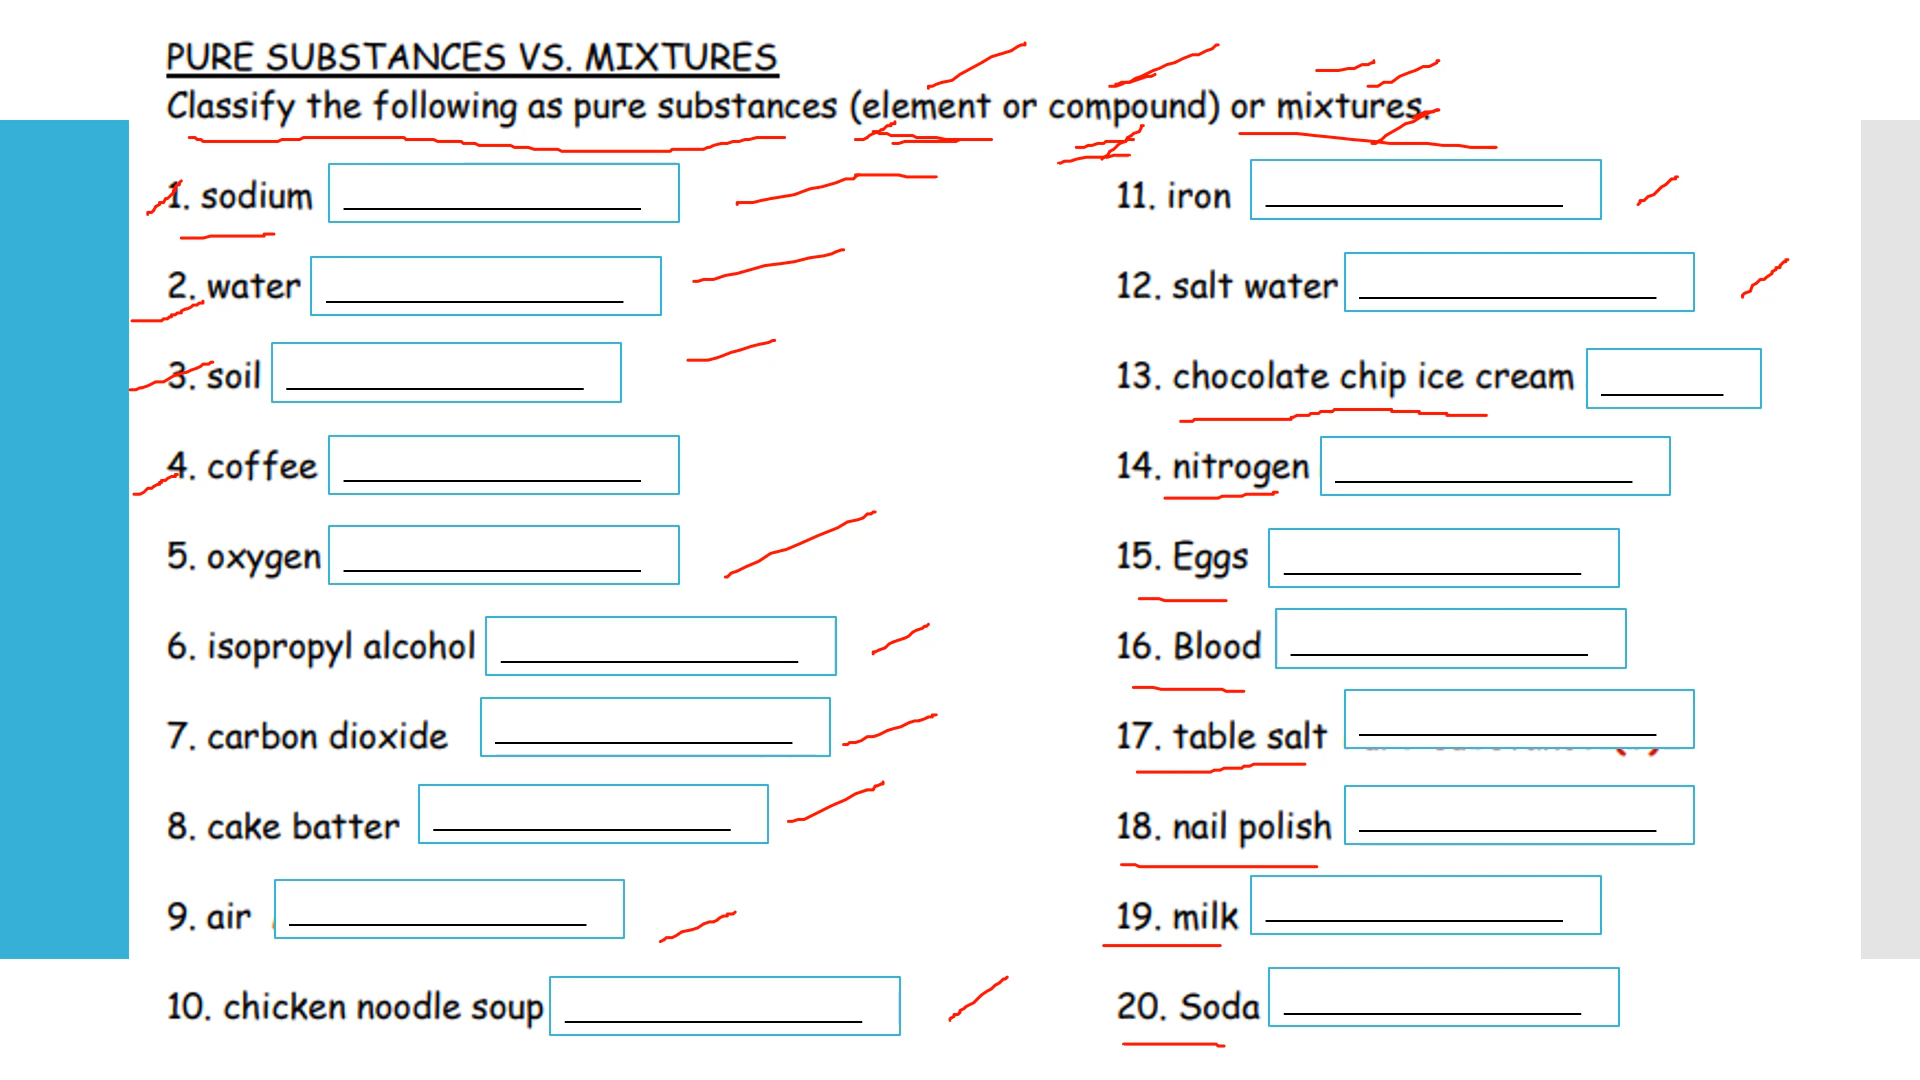 PURE SUBSTANCES VS. MIXTURES
Classify the following as pure substances (element or compound) or mixtures.
1. sodium
2. water
3. soil
4. coffee
5. oxygen
6. isopropyl alcohol
7. carbon dioxide
8. cake batter
9. air
10. chicken noodle soup
11. iron
12. salt water
13. chocolate chip ice cream
14. nitrogen
15. Eggs
16. Blood
17. table salt
18. nail polish
19. milk
20. Soda